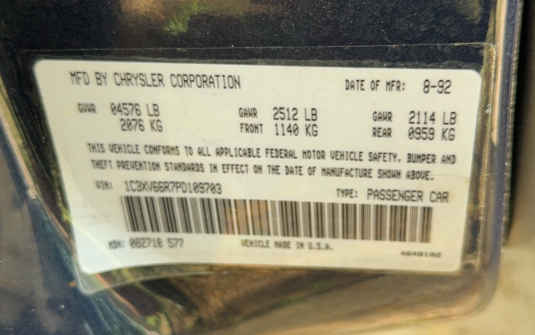 MFD BY CHRYSLER CORPORATION DATE OF MFR: 8-92
GVWR 04576 LB GAWR 2512 LB GAWR 2114 LB
2076 KG FRONT 1140 KG REAR 0959 KG
THIS VEHICLE CONFORMS TO ALL APPLICABLE FEDERAL MOTOR VEHICLE SAFETY, BUMPER AND
THEFT PREVENTION STANDARDS IN EFFECT ON THE DATE OF MANUFACTURE SHOWN ABOVE.
VIN: 1C3XV66R7PD109703 TYPE: PASSENGER CAR
MDH: 082718 577 VEHICLE MADE IN U.S.A.